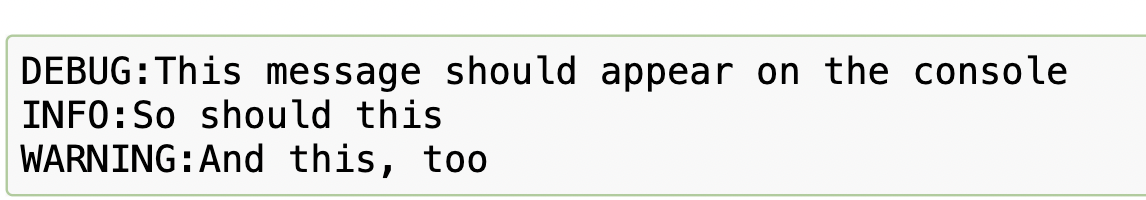 DEBUG:This message should appear on the console
INFO:So should this
WARNING:And this, too